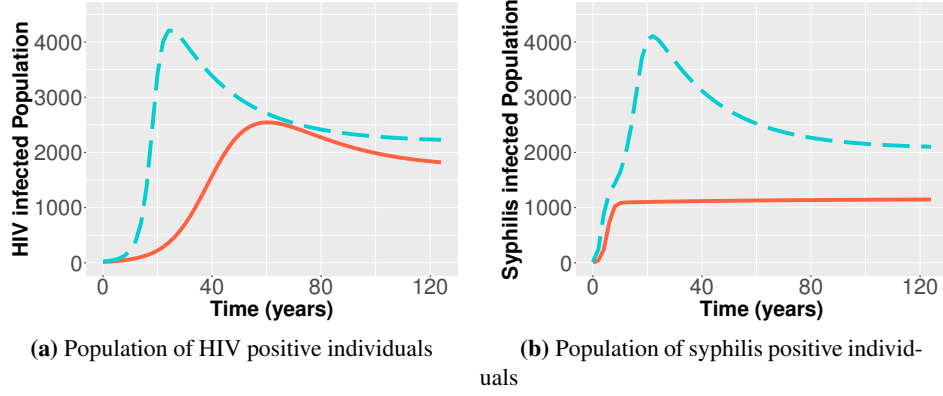 HIV infected Population
4000
3000
2000
1000
0
0 40 80 120
Time (years)
(a) Population of HIV positive individuals
Syphilis infected Population
4000
3000
2000
1000
0
0 40 80 120
Time (years)
(b) Population of syphilis positive individ-
uals